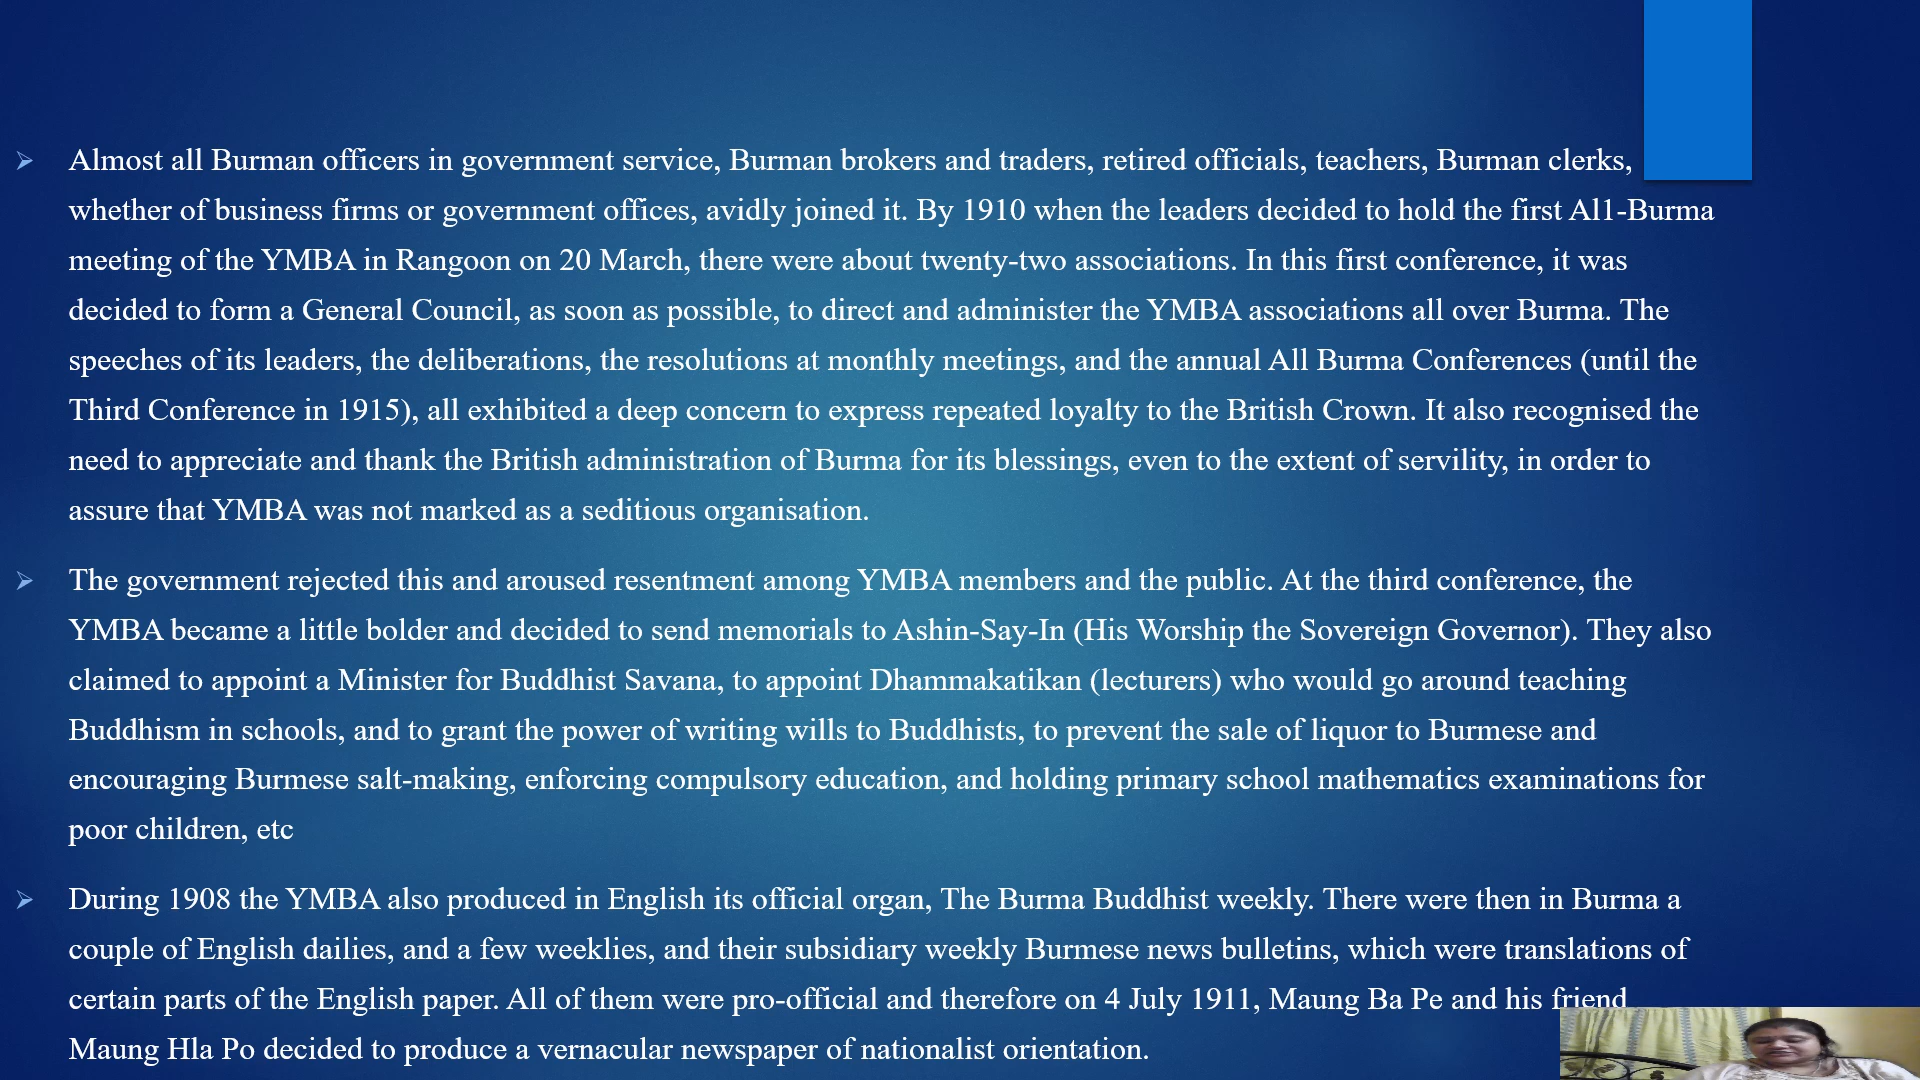 Almost all Burman officers in government service, Burman brokers and traders, retired officials, teachers, Burman clerks,
whether of business firms or government offices, avidly joined it. By 1910 when the leaders decided to hold the first Al1-Burma
meeting of the YMBA in Rangoon on 20 March, there were about twenty-two associations. In this first conference, it was
decided to form a General Council, as soon as possible, to direct and administer the YMBA associations all over Burma. The
speeches of its leaders, the deliberations, the resolutions at monthly meetings, and the annual All Burma Conferences (until the
Third Conference in 1915), all exhibited a deep concern to express repeated loyalty to the British Crown. It also recognised the
need to appreciate and thank the British administration of Burma for its blessings, even to the extent of servility, in order to
assure that YMBA was not marked as a seditious organisation.
The government rejected this and aroused resentment among YMBA members and the public. At the third conference, the
YMBA became a little bolder and decided to send memorials to Ashin-Say-In (His Worship the Sovereign Governor). They also
claimed to appoint a Minister for Buddhist Savana, to appoint Dhammakatikan (lecturers) who would go around teaching
Buddhism in schools, and to grant the power of writing wills to Buddhists, to prevent the sale of liquor to Burmese and
encouraging Burmese salt-making, enforcing compulsory education, and holding primary school mathematics examinations for
poor children, etc
During 1908 the YMBA also produced in English its official organ, The Burma Buddhist weekly. There were then in Burma a
couple of English dailies, and a few weeklies, and their subsidiary weekly Burmese news bulletins, which were translations of
certain parts of the English paper. All of them were pro-official and therefore on 4 July 1911, Maung Ba Pe and his friend
Maung Hla Po decided to produce a vernacular newspaper of nationalist orientation.